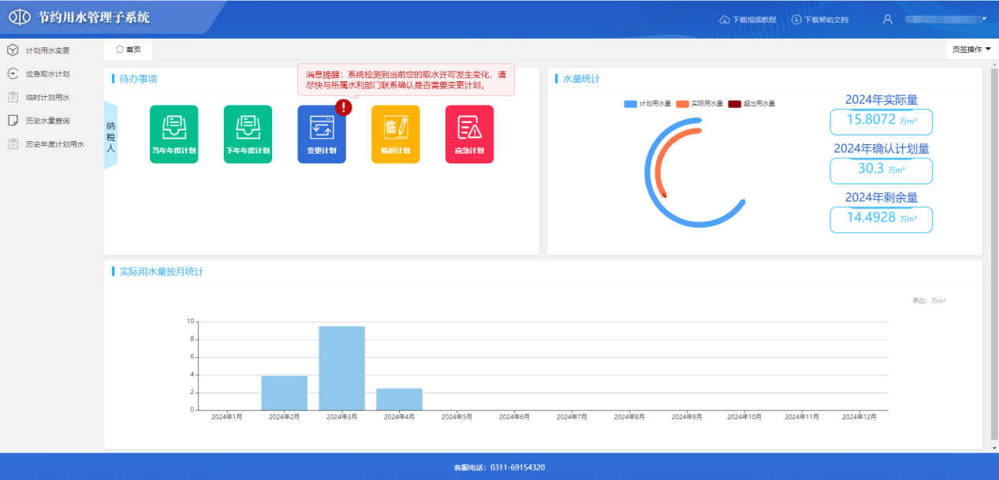 节约用水管理子系统
下载视频教程
下载帮助文档
计划用水变更
应急取水计划
临时计划用水
历史水量查询
历史年度计划用水
首页
页签操作
待办事项
消息提醒：系统检测到当前您的取水许可发生变化，请
尽快与所属水利部门联系确认是否需要变更计划。
纳税人
当年年度计划
下年年度计划
变更计划
临
临时计划
应急计划
水量统计
计划用水量
实际用水量
超出用水量
2024年实际量
15.8072 万m³
2024年确认计划量
30.3 万m³
2024年剩余量
14.4928 万m³
实际用水量按月统计
单位：万m³
10
8
6
4
2
0
2024年1月
2024年2月
2024年3月
2024年4月
2024年5月
2024年6月
2024年7月
2024年8月
2024年9月
2024年10月
2024年11月
2024年12月
客服电话：0311-69154320